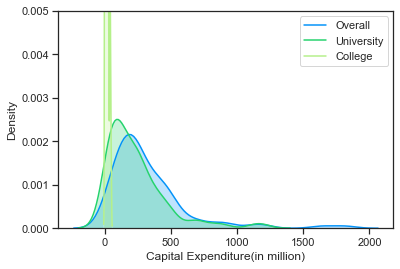 0.005
0.004
0.003
0.002
0.001
0.000
Density
Overall
University
College
0 500 1000 1500 2000
Capital Expenditure(in million)